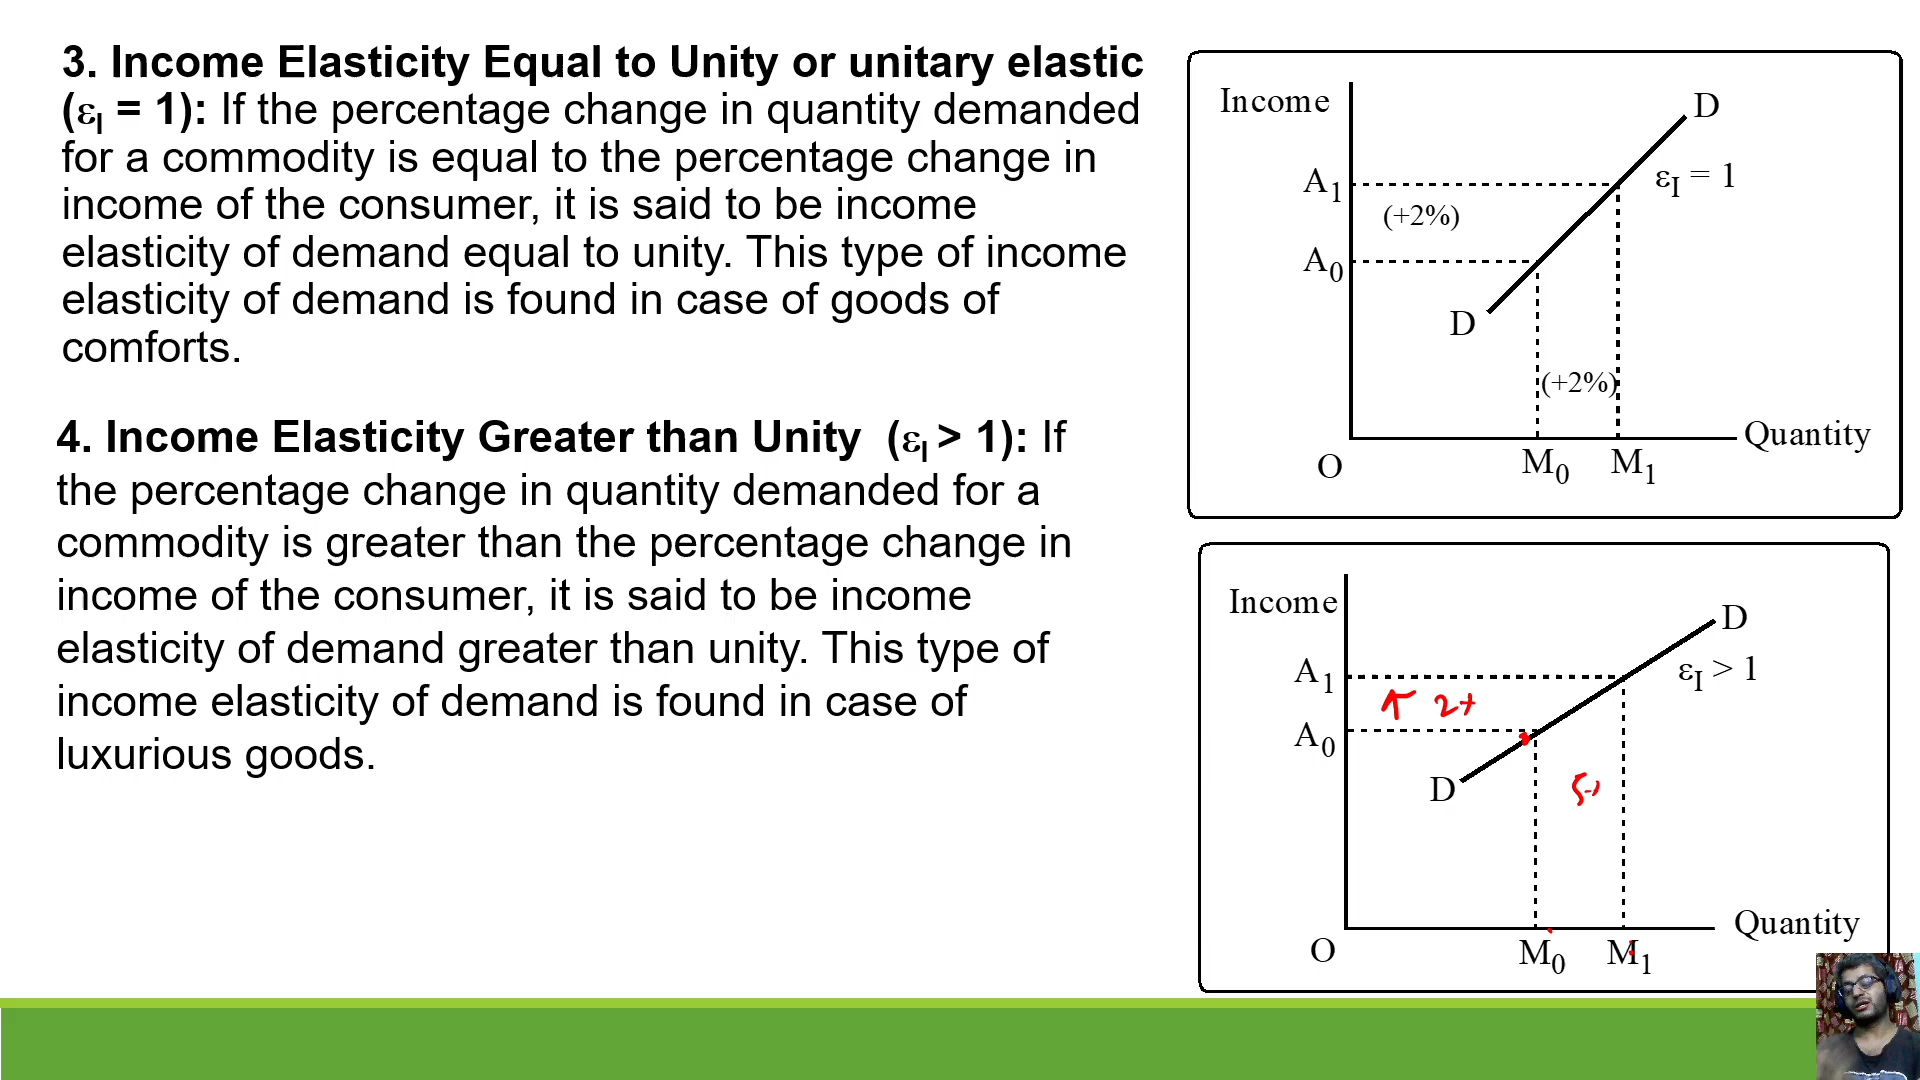 3. Income Elasticity Equal to Unity or unitary elastic
(εI = 1): If the percentage change in quantity demanded
for a commodity is equal to the percentage change in
income of the consumer, it is said to be income
elasticity of demand equal to unity. This type of income
elasticity of demand is found in case of goods of
comforts.
4. Income Elasticity Greater than Unity (εI > 1): If
the percentage change in quantity demanded for a
commodity is greater than the percentage change in
income of the consumer, it is said to be income
elasticity of demand greater than unity. This type of
income elasticity of demand is found in case of
luxurious goods.
Income
D
A1
εI = 1
(+2%)
A0
D
(+2%)
Quantity
O
M0
M1
Income
D
A1
εI > 1
A0
D
Quantity
O
M0
M1